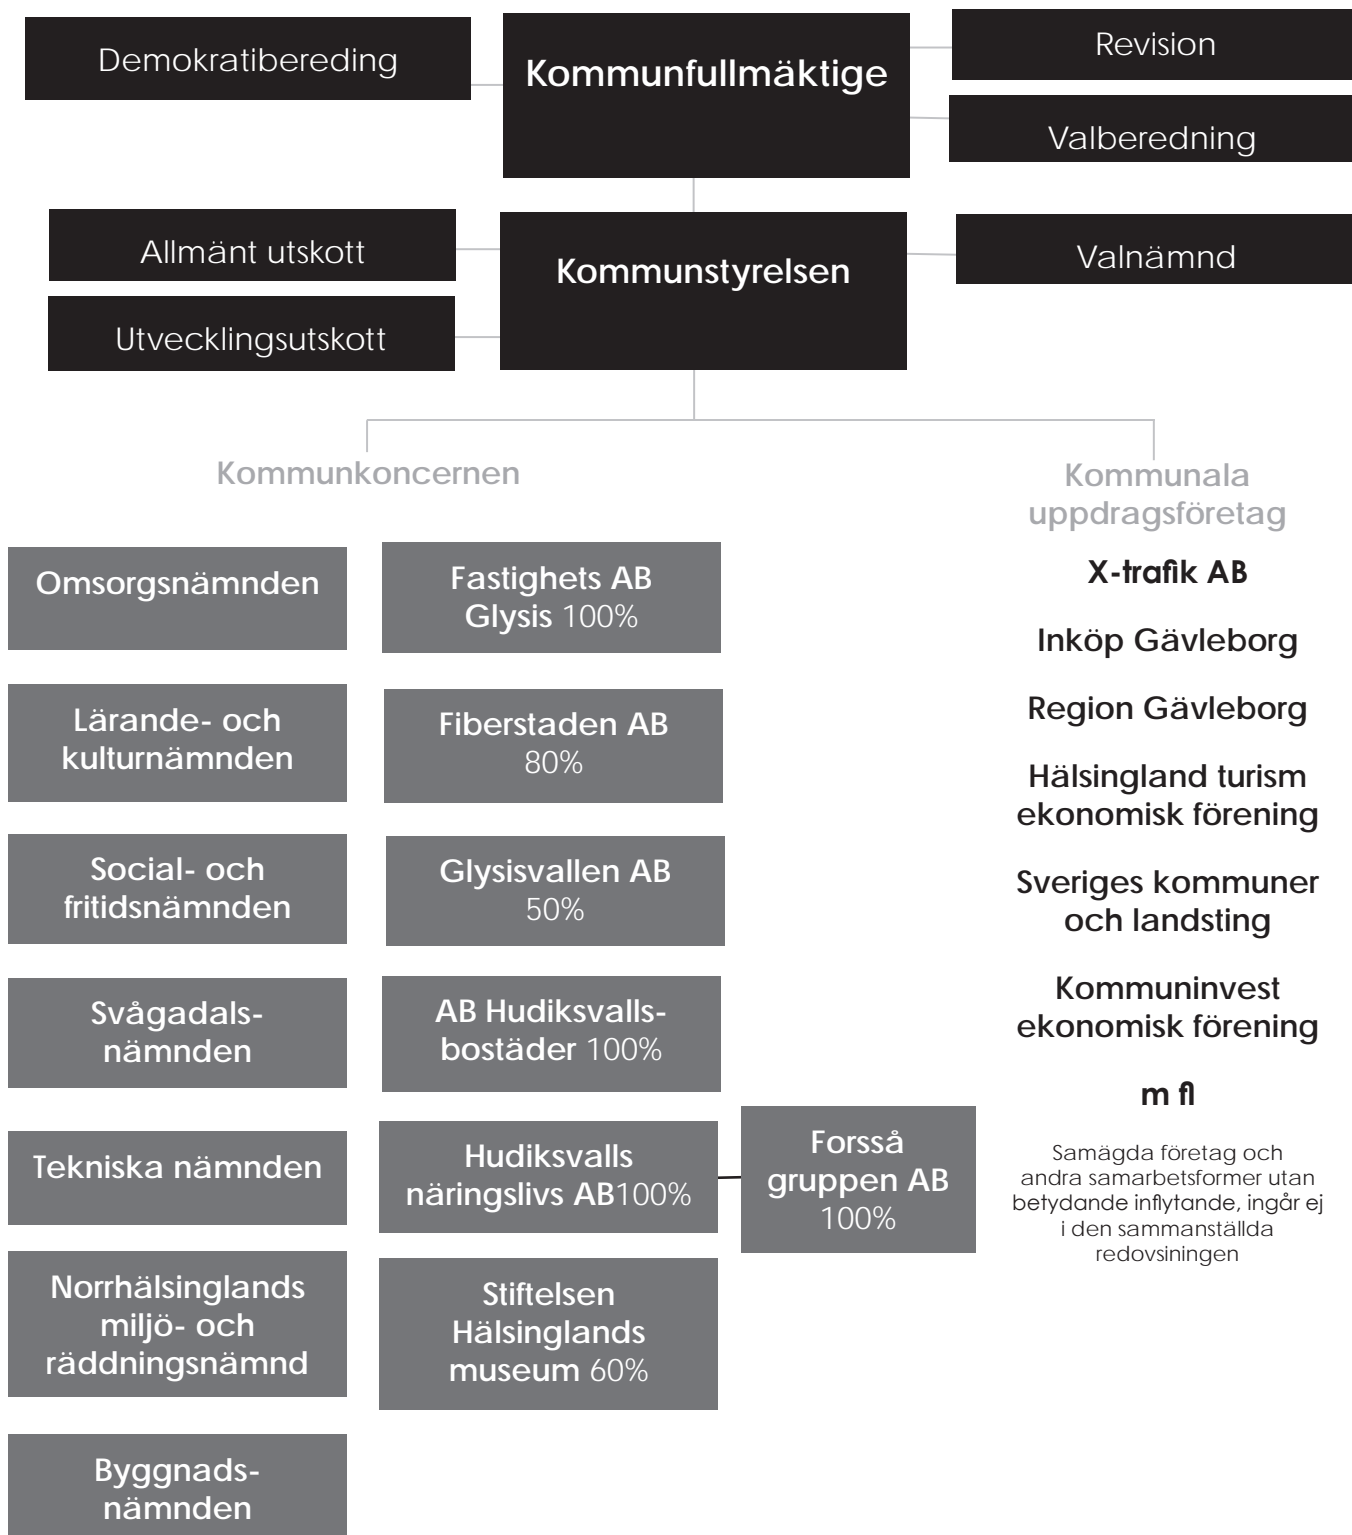 Demokratibereding
Kommunfullmäktige
Revision
Valberedning
Allmänt utskott
Kommunstyrelsen
Valnämnd
Utvecklingsutskott
Kommunkoncernen
Omsorgsnämnden
Lärande- och
kulturnämnden
Social- och
fritidsnämnden
Svågadals-
nämnden
Tekniska nämnden
Norrhälsinglands
miljö- och
räddningsnämnd
Byggnads-
nämnden
Fastighets AB
Glysis 100%
Fiberstaden AB
80%
Glysisvallen AB
50%
AB Hudiksvalls-
bostäder 100%
Hudiksvalls
näringslivs AB100%
Forsså
gruppen AB
100%
Stiftelsen
Hälsinglands
museum 60%
Kommunala
uppdragsföretag
X-trafik AB
Inköp Gävleborg
Region Gävleborg
Hälsingland turism
ekonomisk förening
Sveriges kommuner
och landsting
Kommuninvest
ekonomisk förening
m fl
Samägda företag och
andra samarbetsformer utan
betydande inflytande, ingår ej
i den sammanställda
redovsiningen